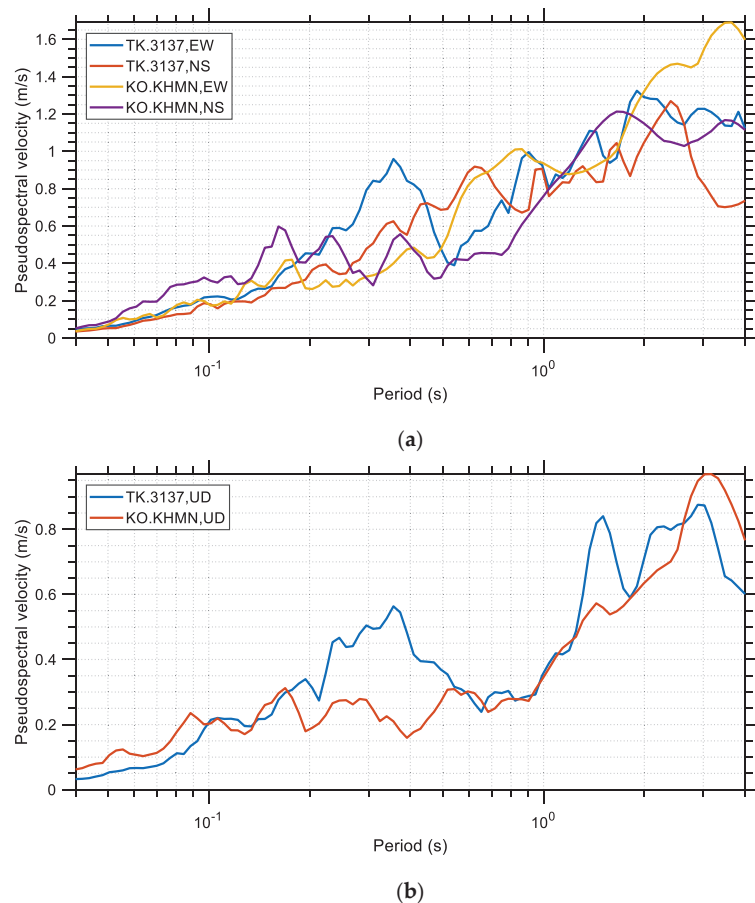 TK.3137,EW
TK.3137,NS
KO.KHMN,EW
KO.KHMN,NS
Pseudospectral velocity (m/s)
1.6
1.4
1.2
1
0.8
0.6
0.4
0.2
0
10⁻¹
10⁰
Period (s)
(a)
TK.3137,UD
KO.KHMN,UD
Pseudospectral velocity (m/s)
0.8
0.6
0.4
0.2
0
10⁻¹
10⁰
Period (s)
(b)